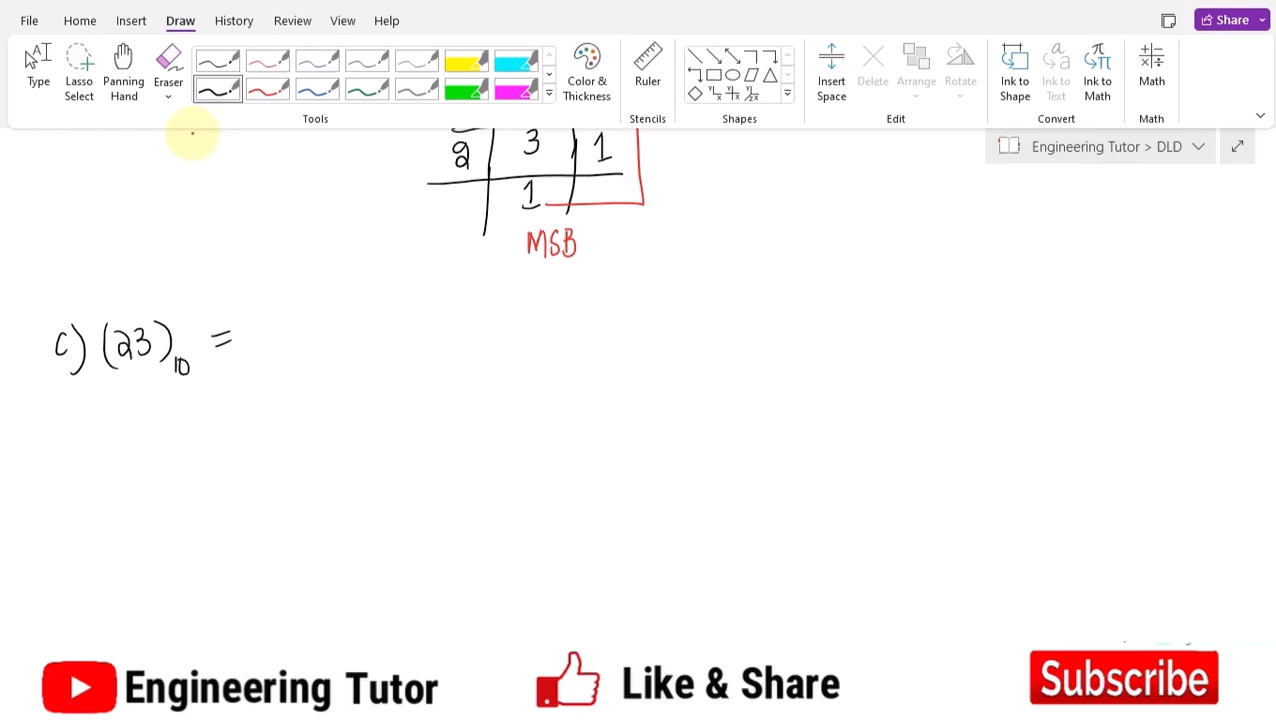 File Home Insert Draw History Review View Help Share
Type Lasso Select Panning Hand Eraser Color & Thickness Ruler Insert Space Delete Arrange Rotate Ink to Shape Ink to Text Ink to Math Math
Tools Stencils Shapes Edit Convert Math
2 3 1
Engineering Tutor > DLD
1
MSB
c) (23)10 =
Engineering Tutor Like & Share Subscribe